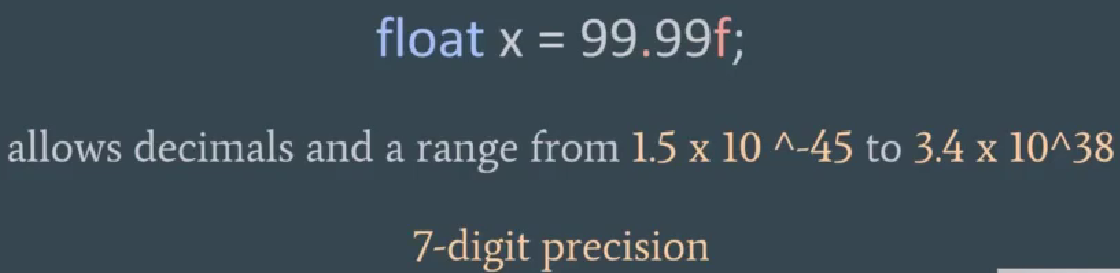 float x = 99.99f;
allows decimals and a range from 1.5 x 10 ^-45 to 3.4 x 10^38
7-digit precision